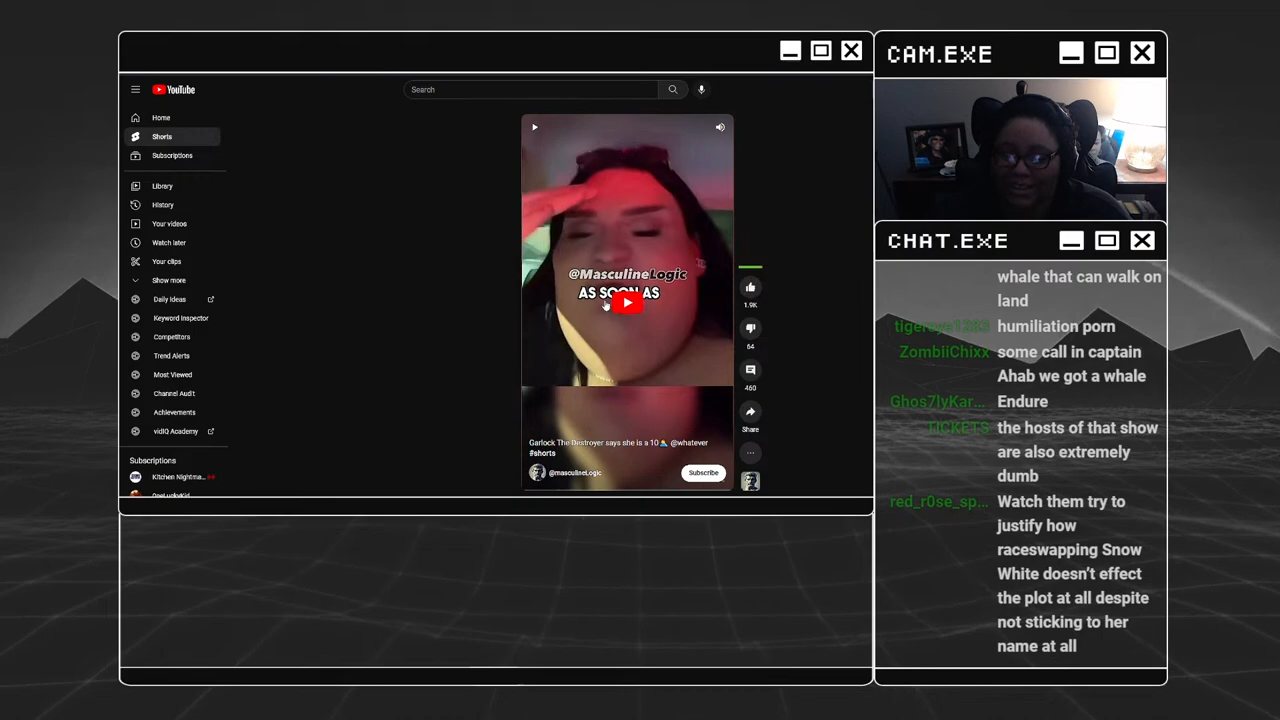 CAM.EXE
YouTube
Search
Home
Shorts
Subscriptions
Library
History
Your videos
Watch later
Your clips
Show more
Daily Ideas
Keyword Inspector
Competitors
Trend Alerts
Most Viewed
Channel Audit
Achievements
vidIQ Academy
Subscriptions
Kitchen Nightma...
@MasculineLogic
AS SOON AS
1.9K
64
460
Share
Garlock The Destroyer says she is a 10 @whatever
#shorts
@masculineLogic
Subscribe
CHAT.EXE
whale that can walk on
land
humiliation porn
ZombiiChixx some call in captain
Ahab we got a whale
Ghos7lyKar... Endure
TICKETS the hosts of that show
are also extremely
dumb
red_r0se_sp... Watch them try to
justify how
raceswapping Snow
White doesn't effect
the plot at all despite
not sticking to her
name at all